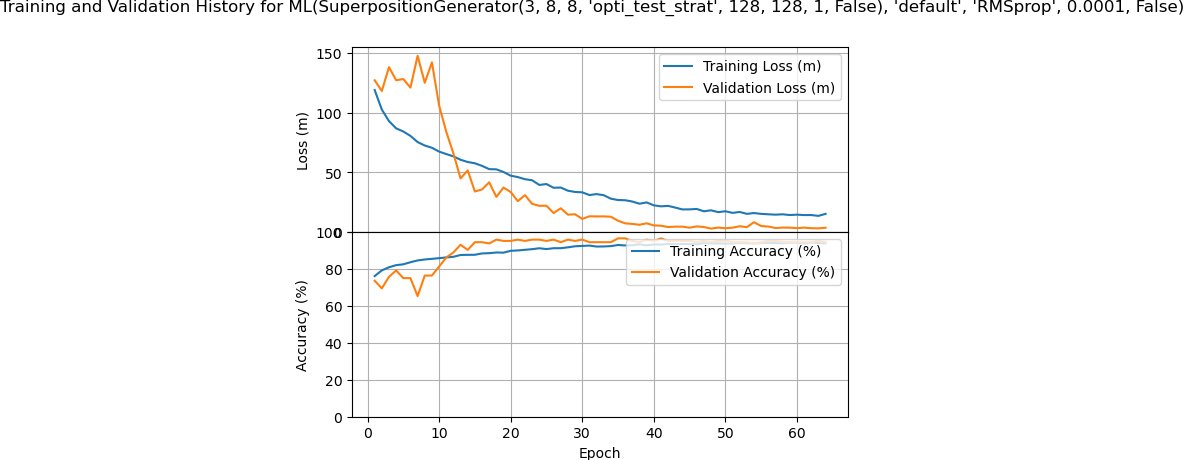 Training and Validation History for ML(SuperpositionGenerator(3, 8, 8, 'opti_test_strat', 128, 128, 1, False), 'default', 'RMSprop', 0.0001, False)
150
100
50
0
Loss (m)
Training Loss (m)
Validation Loss (m)
100
80
60
40
20
0
Accuracy (%)
Training Accuracy (%)
Validation Accuracy (%)
0 10 20 30 40 50 60
Epoch